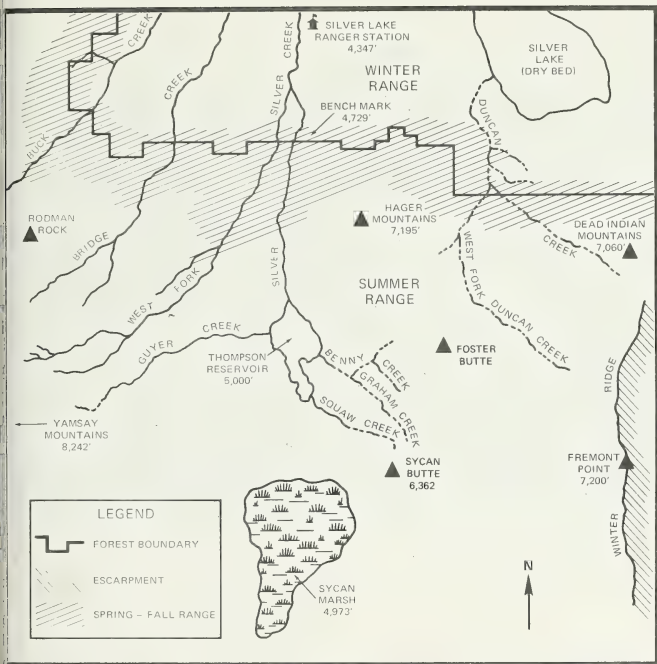 SILVER LAKE
RANGER STATION
4,347'
SILVER
LAKE
(DRY BED)
CREEK
CREEK
CREEK
WINTER
RANGE
SILVER
BENCH MARK
4,729'
DUNCAN
BUCK
RODMAN
ROCK
BRIDGE
HAGER
MOUNTAINS
7,195'
DEAD INDIAN
MOUNTAINS
7,060'
CREEK
WEST FORK
SILVER
SUMMER
RANGE
WEST FORK DUNCAN CREEK
GUYER CREEK
THOMPSON
RESERVOIR
5,000'
BENNY CREEK
GRAHAM CREEK
SQUAW CREEK
FOSTER
BUTTE
RIDGE
YAMSAY
MOUNTAINS
8,242'
SYCAN
BUTTE
6,362
FREMONT
POINT
7,200'
WINTER
LEGEND
FOREST BOUNDARY
ESCARPMENT
SPRING – FALL RANGE
SYCAN
MARSH
4,973'
N